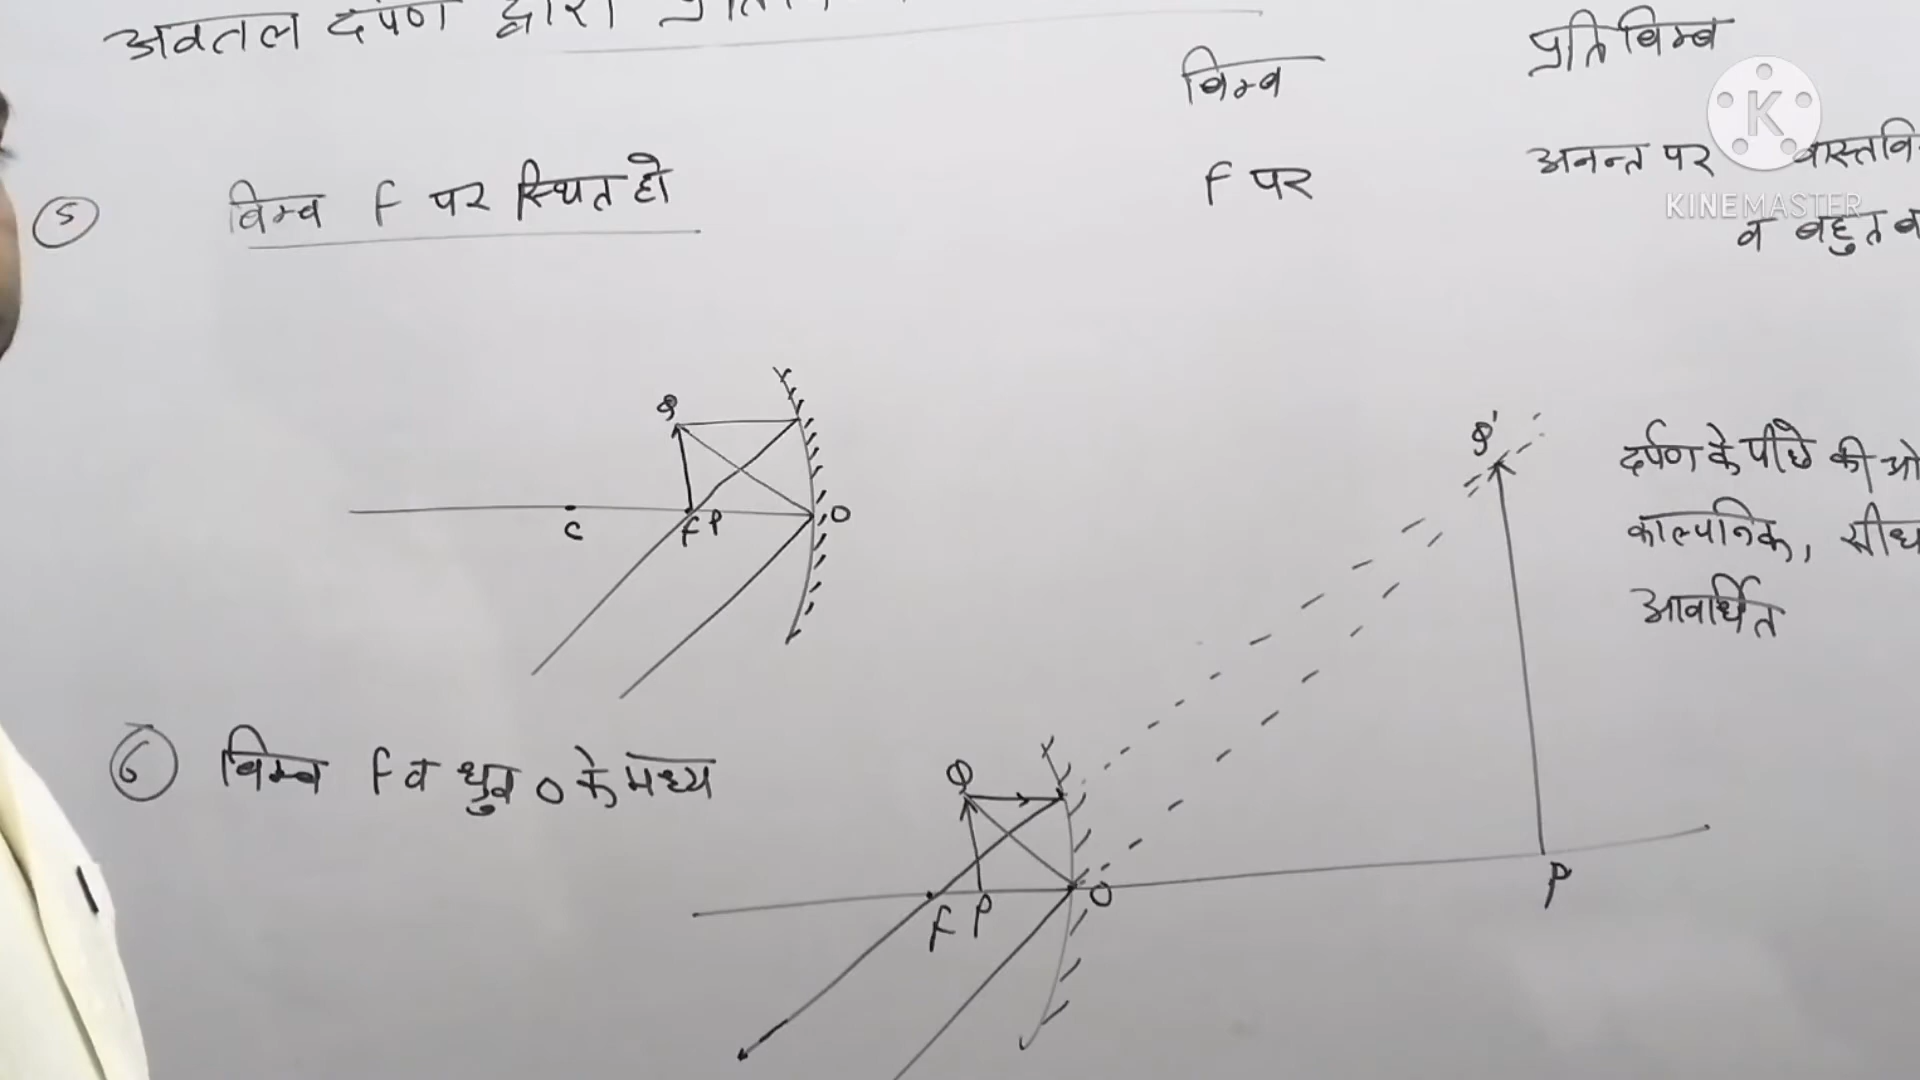 अवतल दर्पण द्वारा
बिम्ब
प्रतिबिम्ब
5
बिम्ब F पर स्थित हो
F पर
अनन्त पर
व बहुत
K
KINEMASTER
Q
C
F P
O
Q'
दर्पण के पीछे की
काल्पनिक,
आवर्धित
6 बिम्ब F व ध्रुव O के मध्य
Q
F P
O
P